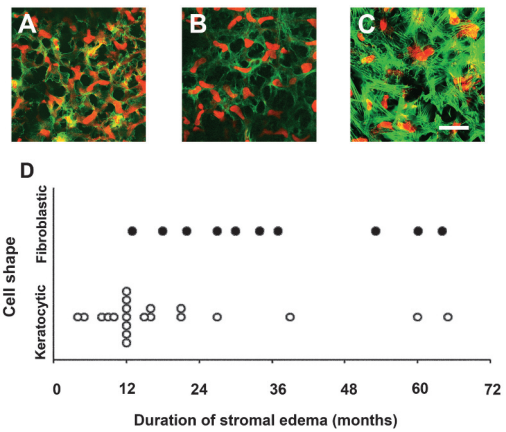 A B C
D
Fibroblastic
Keratocytic
Cell shape
0 12 24 36 48 60 72
Duration of stromal edema (months)